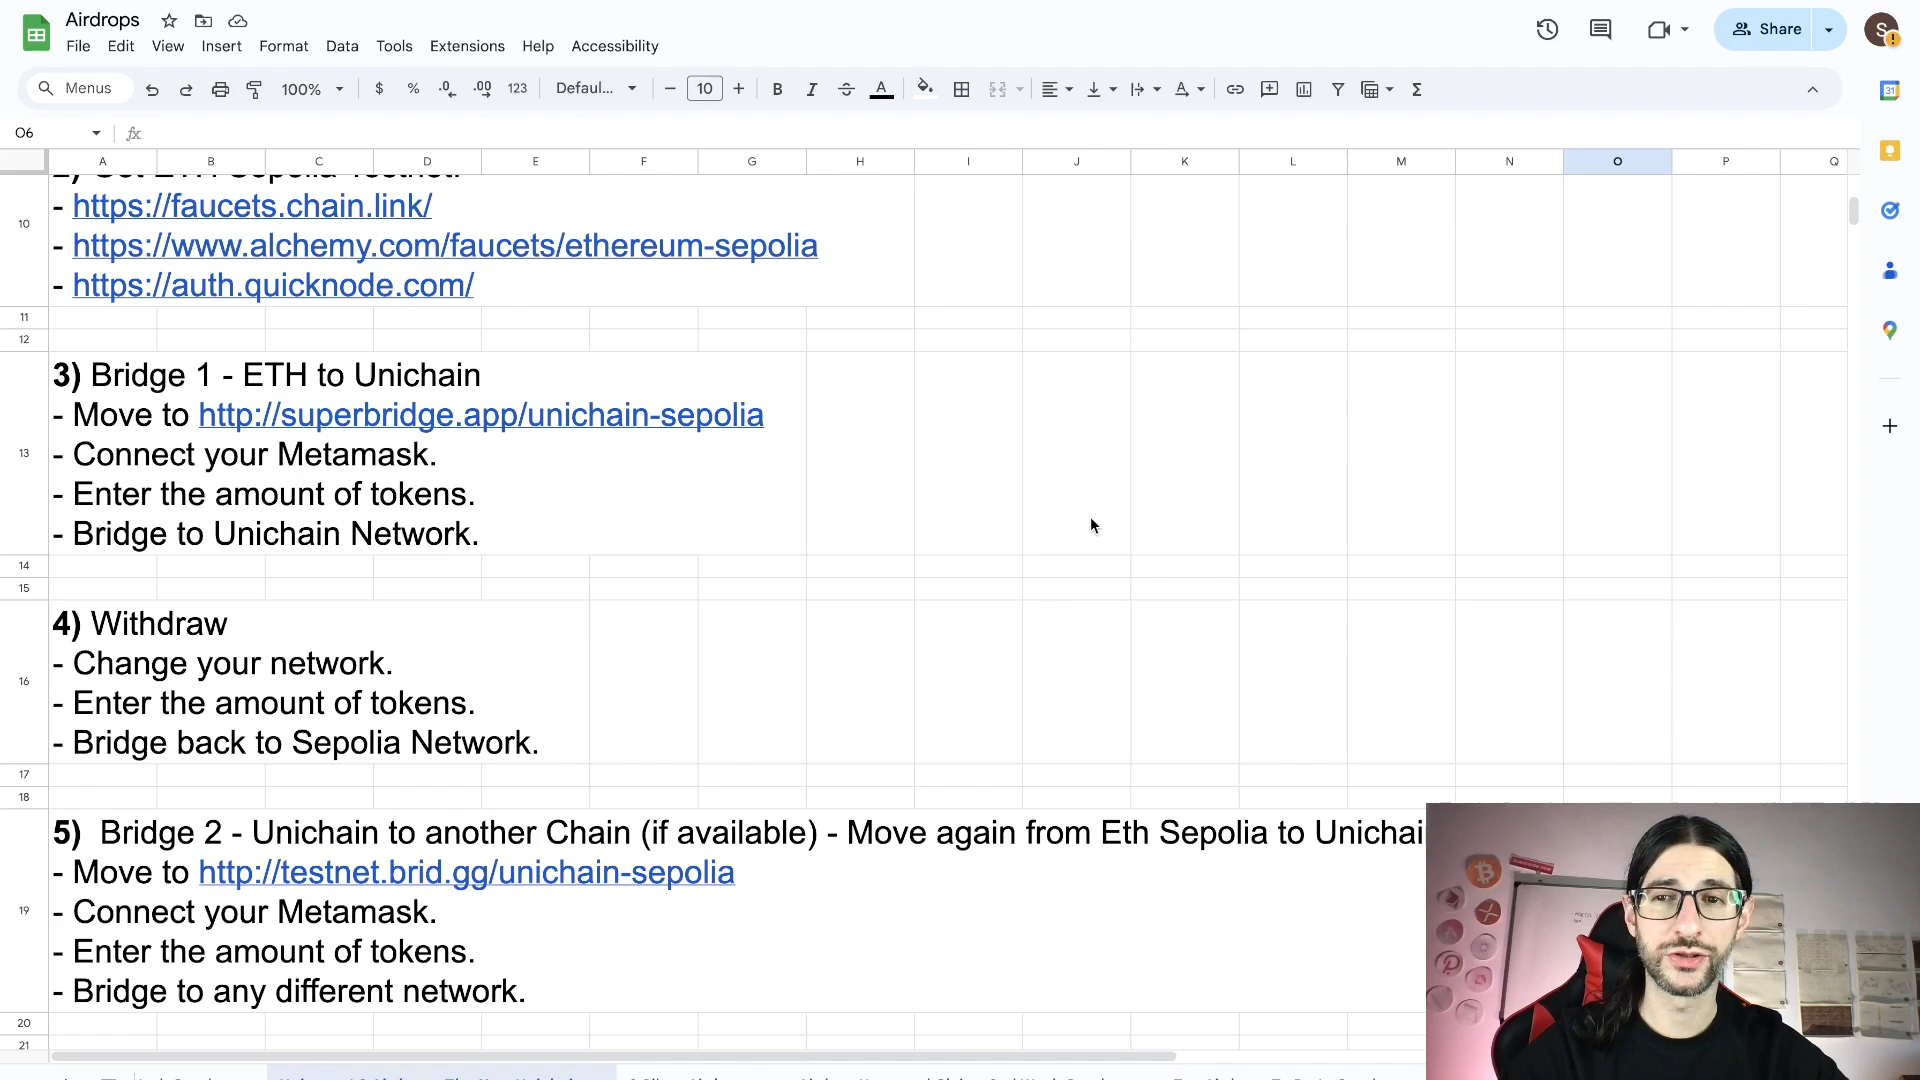 Airdrops
File Edit View Insert Format Data Tools Extensions Help Accessibility
Share
S
Menus
100%
$ % .0 .00 123
Defaul...
10
B I A
Σ
31
O6
fx
A B C D E F G H I J K L M N O P Q
10
- https://faucets.chain.link/
- https://www.alchemy.com/faucets/ethereum-sepolia
- https://auth.quicknode.com/
11
12
3) Bridge 1 - ETH to Unichain
- Move to http://superbridge.app/unichain-sepolia
13
- Connect your Metamask.
- Enter the amount of tokens.
- Bridge to Unichain Network.
14
15
4) Withdraw
- Change your network.
16
- Enter the amount of tokens.
- Bridge back to Sepolia Network.
17
18
5) Bridge 2 - Unichain to another Chain (if available) - Move again from Eth Sepolia to Unichai
- Move to http://testnet.brid.gg/unichain-sepolia
19
- Connect your Metamask.
- Enter the amount of tokens.
- Bridge to any different network.
20
21